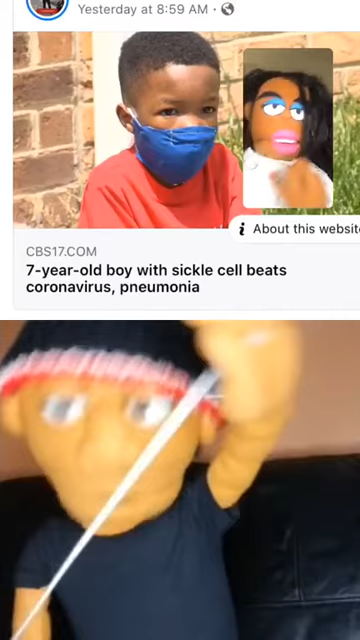 Yesterday at 8:59 AM ·
i About this websit
CBS17.COM
7-year-old boy with sickle cell beats
coronavirus, pneumonia